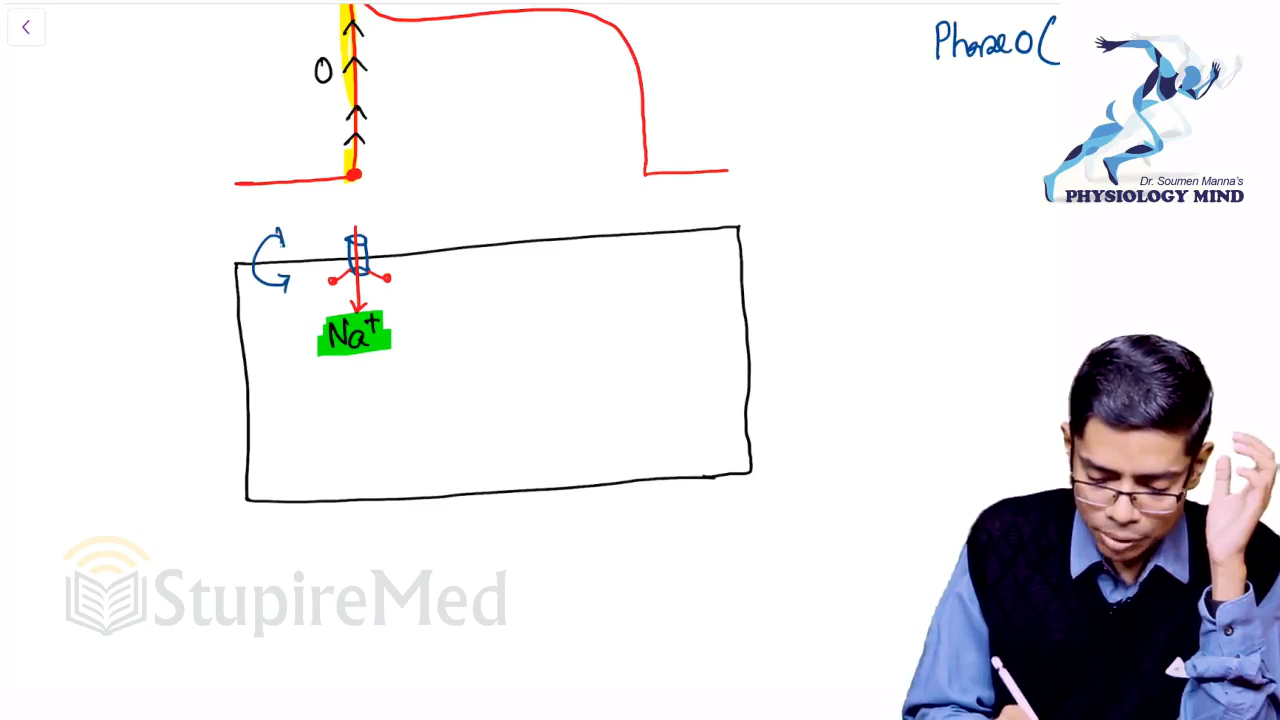 Phase 0 (
0
Dr. Soumen Manna's
PHYSIOLOGY MIND
Na+
StupireMed